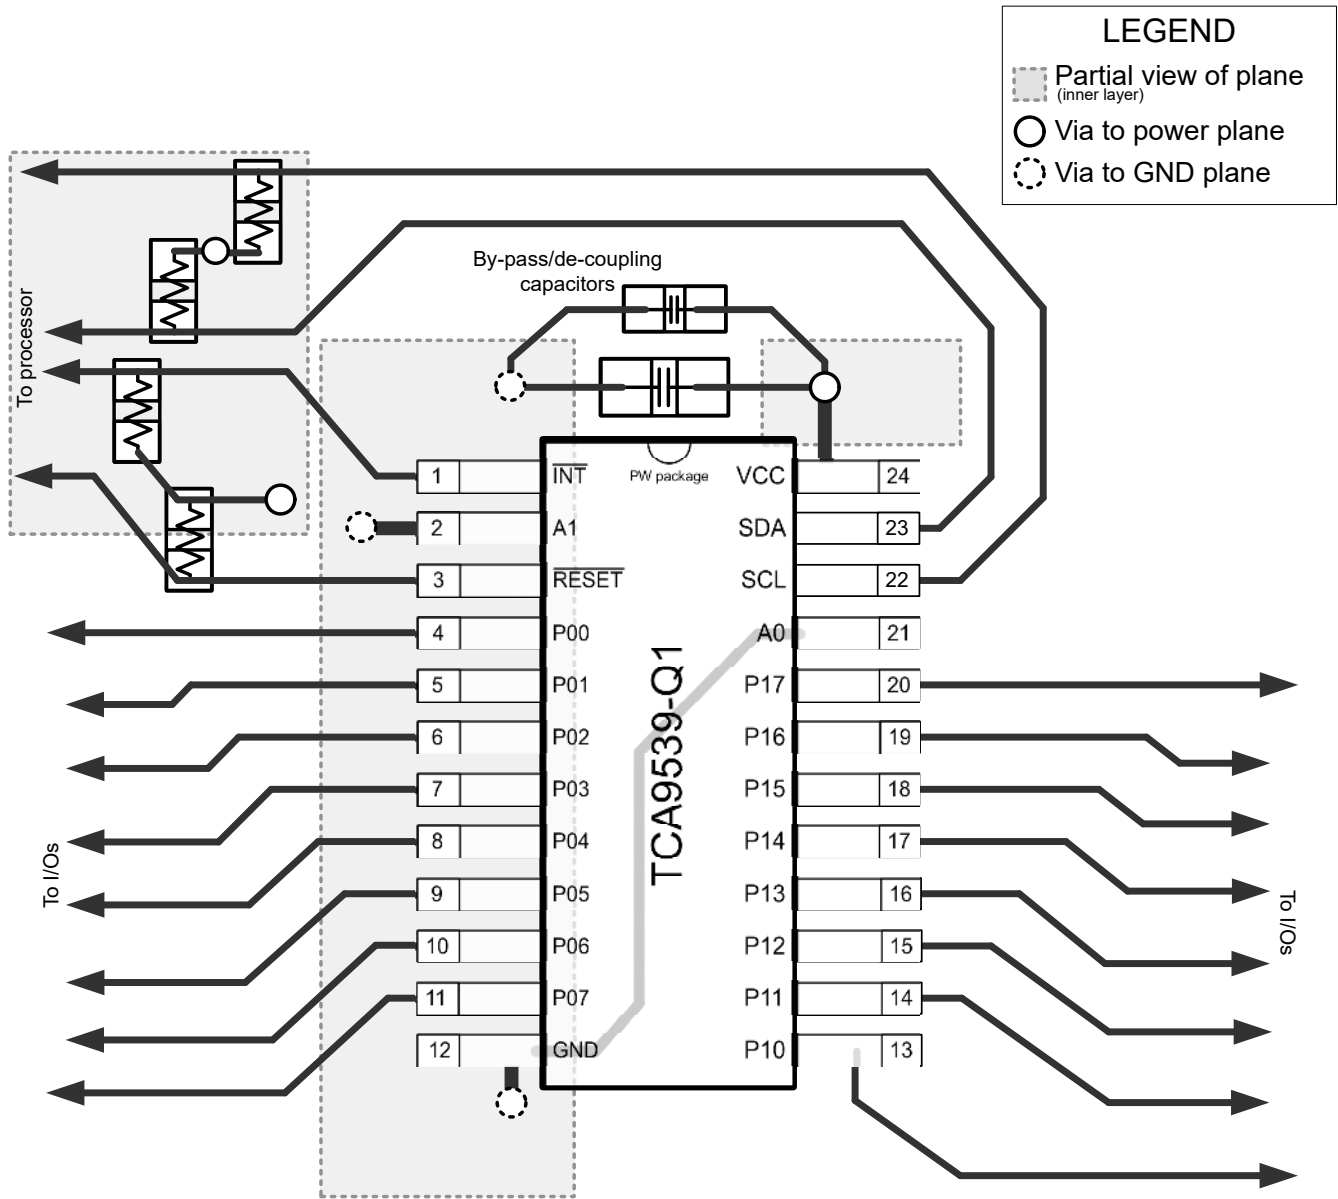 LEGEND
Partial view of plane
(inner layer)
Via to power plane
Via to GND plane
By-pass/de-coupling
capacitors
To processor
PW package
1 INT VCC 24
2 A1 SDA 23
3 RESET SCL 22
4 P00 A0 21
5 P01 P17 20
6 P02 P16 19
7 P03 P15 18
8 P04 P14 17
9 P05 P13 16
10 P06 P12 15
11 P07 P11 14
12 GND P10 13
TCA9539-Q1
To I/Os
To I/Os